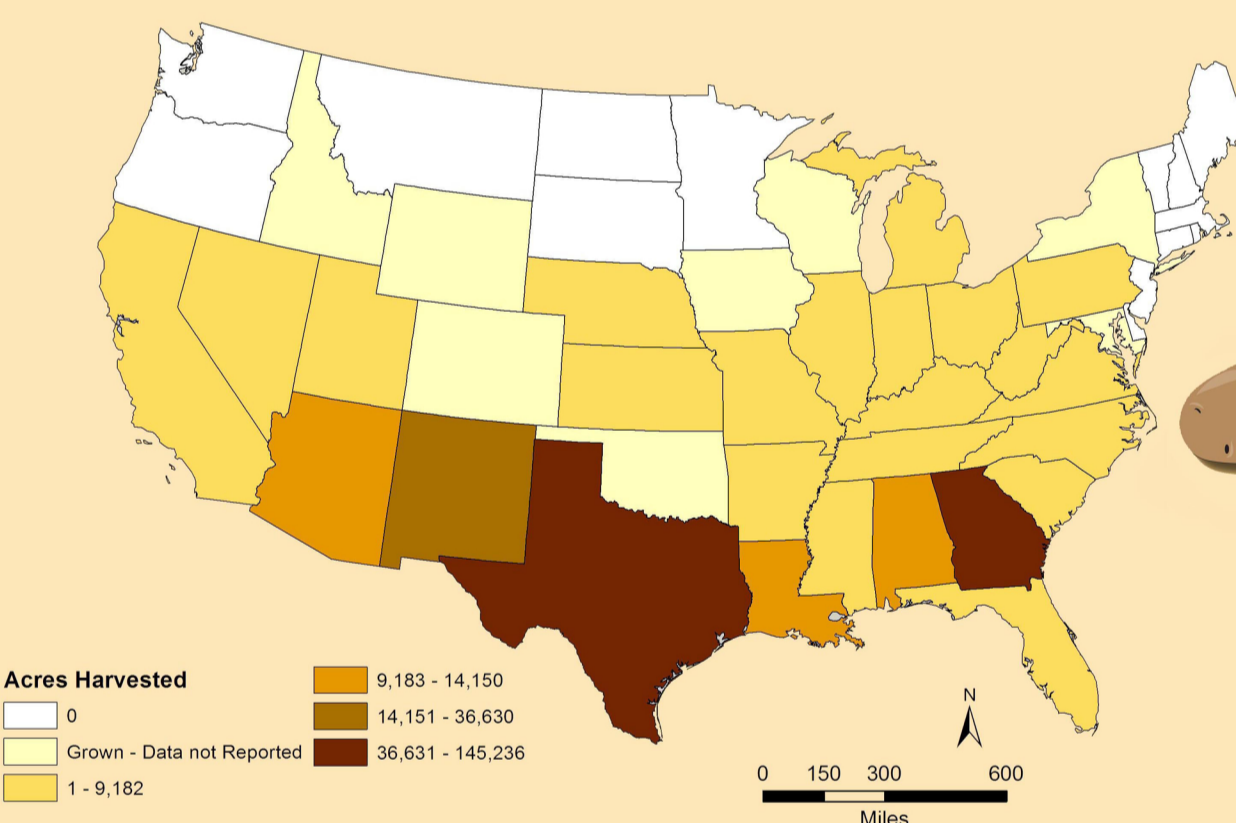 Acres Harvested
0
Grown - Data not Reported
1 - 9,182
9,183 - 14,150
14,151 - 36,630
36,631 - 145,236
N
0 150 300 600
Miles